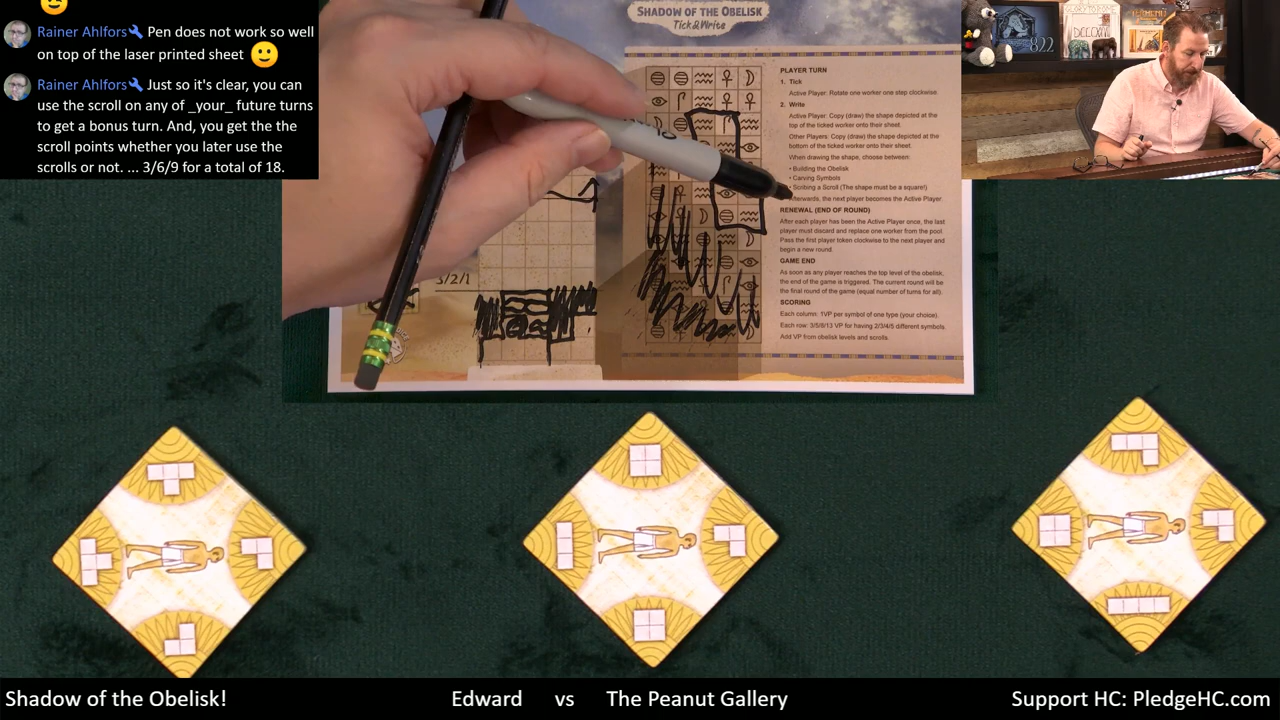 Rainer Ahlfors Pen does not work so well
on top of the laser printed sheet
Rainer Ahlfors Just so it's clear, you can
use the scroll on any of _your_ future turns
to get a bonus turn. And, you get the the
scroll points whether you later use the
scrolls or not. ... 3/6/9 for a total of 18.
SHADOW OF THE OBELISK
Tick&Write
PLAYER TURN
1. Tick
Active Player: Rotate one worker one step clockwise.
2. Write
Active Player: Copy (draw) the shape depicted at the
top of the ticked worker onto their sheet.
Other Players: Copy (draw) the shape depicted at the
bottom of the ticked worker onto their sheet.
When drawing the shape, choose between:
• Building the Obelisk
• Carving Symbols
• Scribing a Scroll (The shape must be a square!)
Afterwards, the next player becomes the Active Player.
RENEWAL (END OF ROUND)
After each player has been the Active Player once, the last
player must discard and replace one worker from the pool.
Pass the first player token clockwise to the next player and
begin a new round.
GAME END
As soon as any player reaches the top level of the obelisk,
the end of the game is triggered. The current round will be
the final round of the game (equal number of turns for all).
SCORING
Each column: 1VP per symbol of one type (your choice).
Each row: 3/5/8/13 VP for having 2/3/4/5 different symbols.
Add VP from obelisk levels and scrolls.
3/2/1
822
Shadow of the Obelisk! Edward vs The Peanut Gallery Support HC: PledgeHC.com